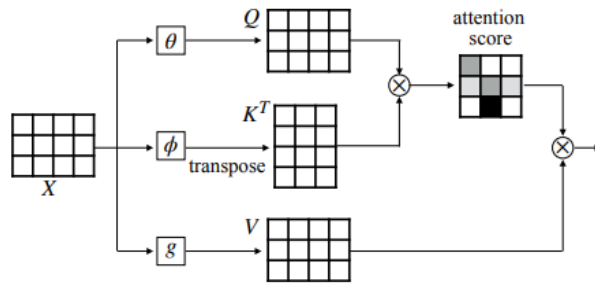 attention
score
Q
θ
K^T
ϕ
transpose
X
V
g